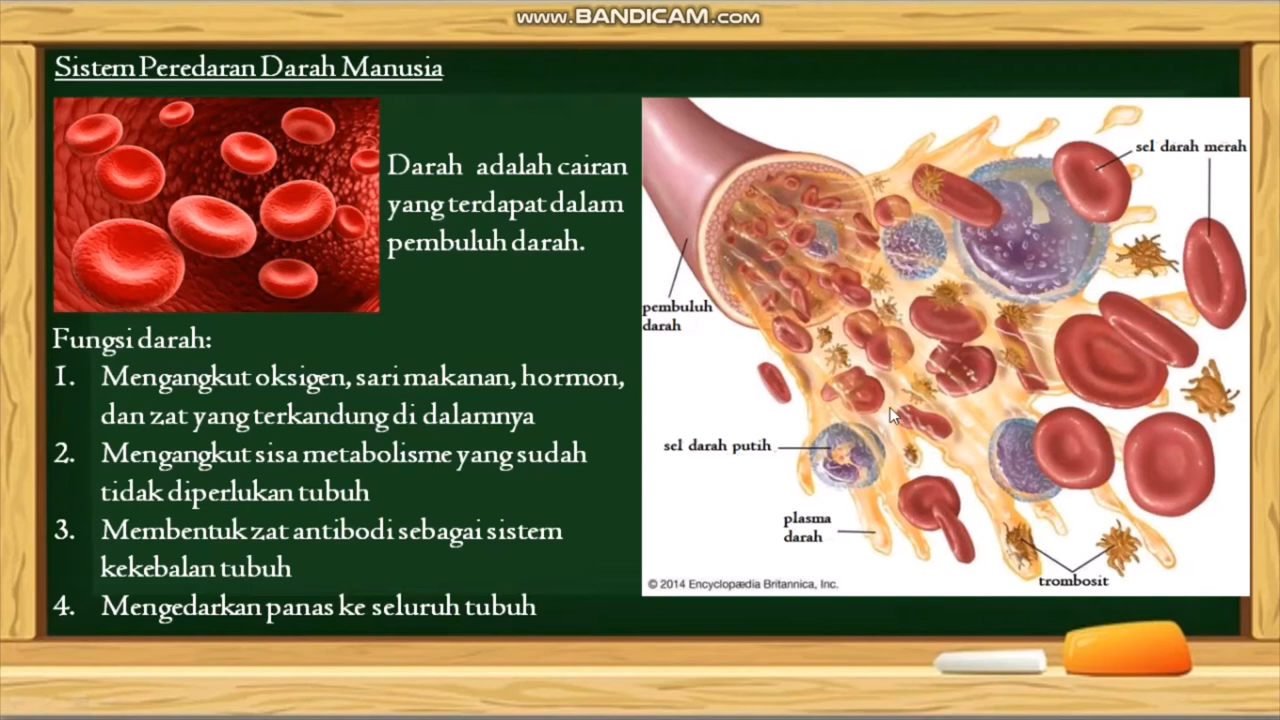 www.BANDICAM.com
Sistem Peredaran Darah Manusia
Darah adalah cairan
yang terdapat dalam
pembuluh darah.
Fungsi darah:
1. Mengangkut oksigen, sari makanan, hormon,
dan zat yang terkandung di dalamnya
2. Mengangkut sisa metabolisme yang sudah
tidak diperlukan tubuh
3. Membentuk zat antibodi sebagai sistem
kekebalan tubuh
4. Mengedarkan panas ke seluruh tubuh
sel darah merah
pembuluh
darah
sel darah putih
plasma
darah
trombosit
© 2014 Encyclopædia Britannica, Inc.